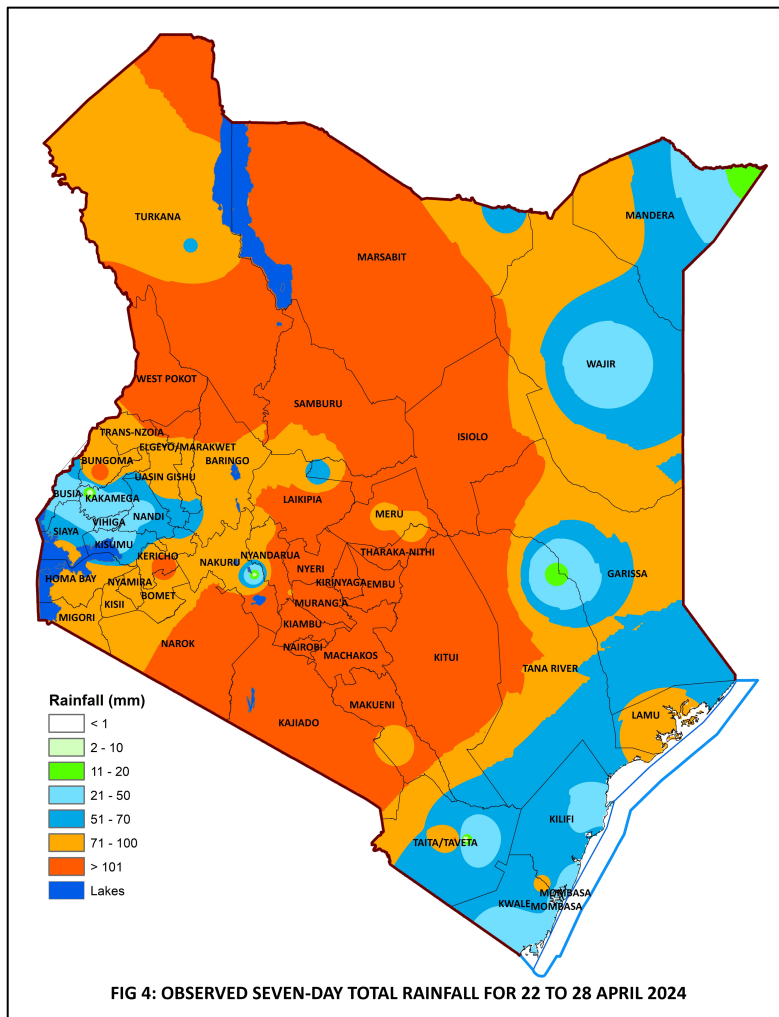 TURKANA
MANDERA
MARSABIT
WAJIR
WEST POKOT
SAMBURU
ISIOLO
TRANS-NZOIA
ELGEYO/MARAKWET
BUNGOMA
BARINGO
UASIN GISHU
BUSIA
KAKAMEGA
LAIKIPIA
MERU
NANDI
VIHIGA
SIAYA
KISUMU
THARAKA-NITHI
KERICHO
NYANDARUA
NAKURU
NYERI
GARISSA
HOMA BAY
NYAMIRA
KIRINYAGA
EMBU
BOMET
KISII
MURANG'A
MIGORI
KIAMBU
NAROK
NAIROBI
MACHAKOS
KITUI
TANA RIVER
MAKUENI
LAMU
KAJIADO
KILIFI
TAITA/TAVETA
MOMBASA
KWALE
MOMBASA
Rainfall (mm)
< 1
2 - 10
11 - 20
21 - 50
51 - 70
71 - 100
> 101
Lakes
FIG 4: OBSERVED SEVEN-DAY TOTAL RAINFALL FOR 22 TO 28 APRIL 2024